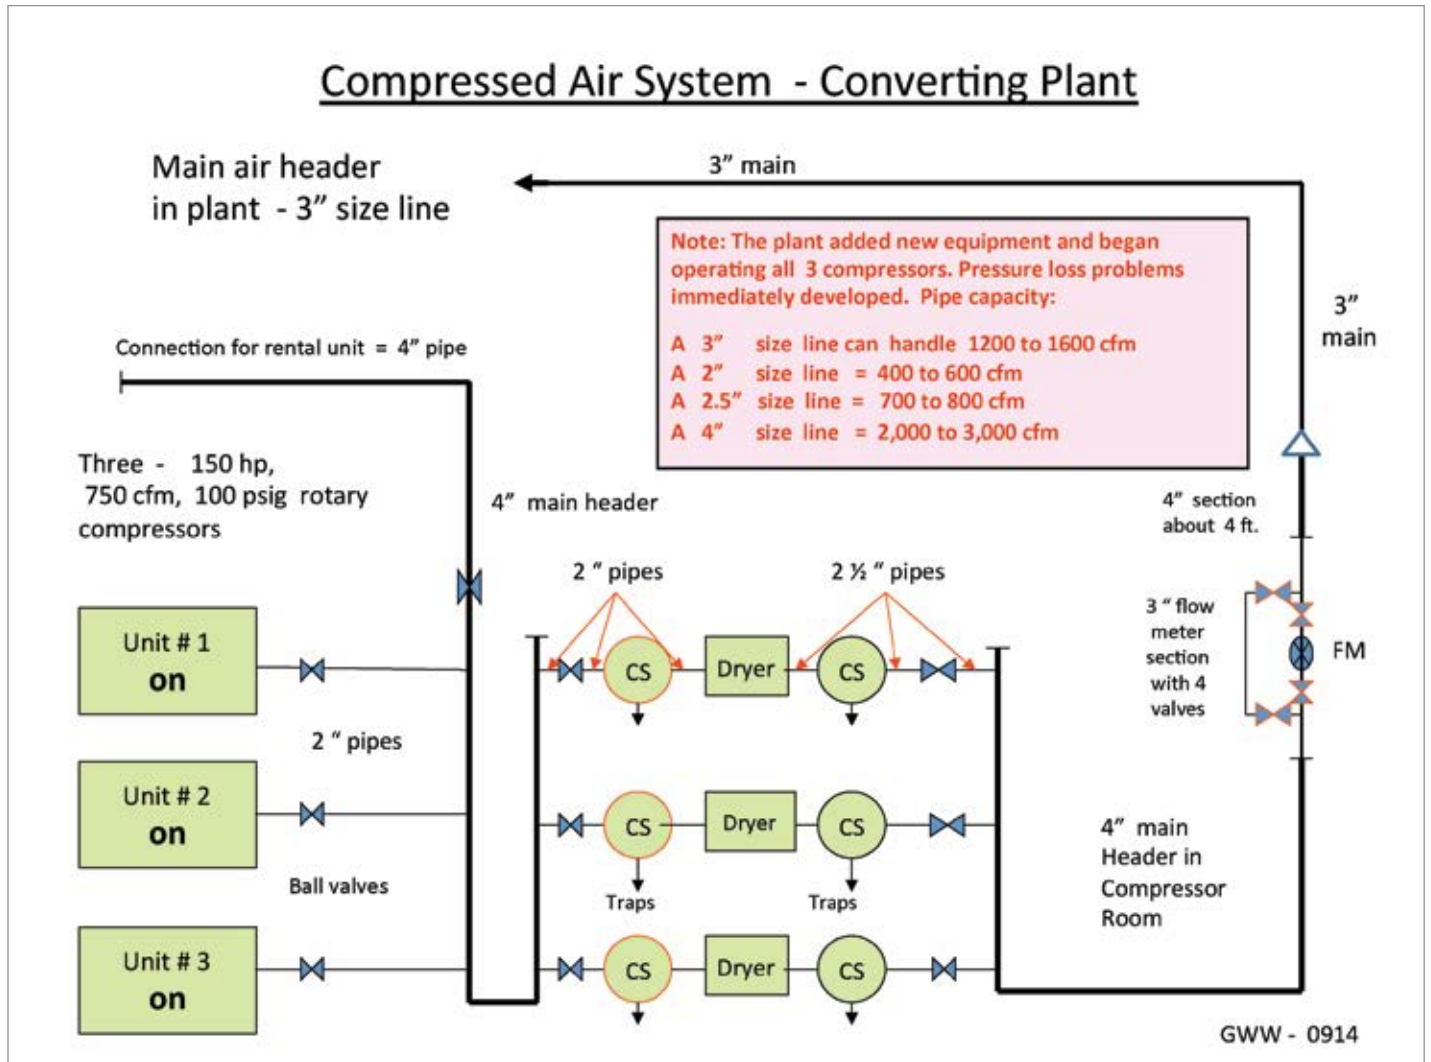 Compressed Air System - Converting Plant
Main air header
in plant - 3” size line
3” main
Note: The plant added new equipment and began
operating all 3 compressors. Pressure loss problems
immediately developed. Pipe capacity:
A 3” size line can handle 1200 to 1600 cfm
A 2” size line = 400 to 600 cfm
A 2.5” size line = 700 to 800 cfm
A 4” size line = 2,000 to 3,000 cfm
3”
main
Connection for rental unit = 4” pipe
Three - 150 hp,
750 cfm, 100 psig rotary
compressors
4” main header
4” section
about 4 ft.
2 “ pipes
2 ½ “ pipes
3 “ flow
meter
section
with 4
valves
FM
Unit # 1
on
CS
Dryer
CS
2 “ pipes
Unit # 2
on
CS
Dryer
CS
Ball valves
Traps
Traps
4” main
Header in
Compressor
Room
Unit # 3
on
CS
Dryer
CS
GWW - 0914